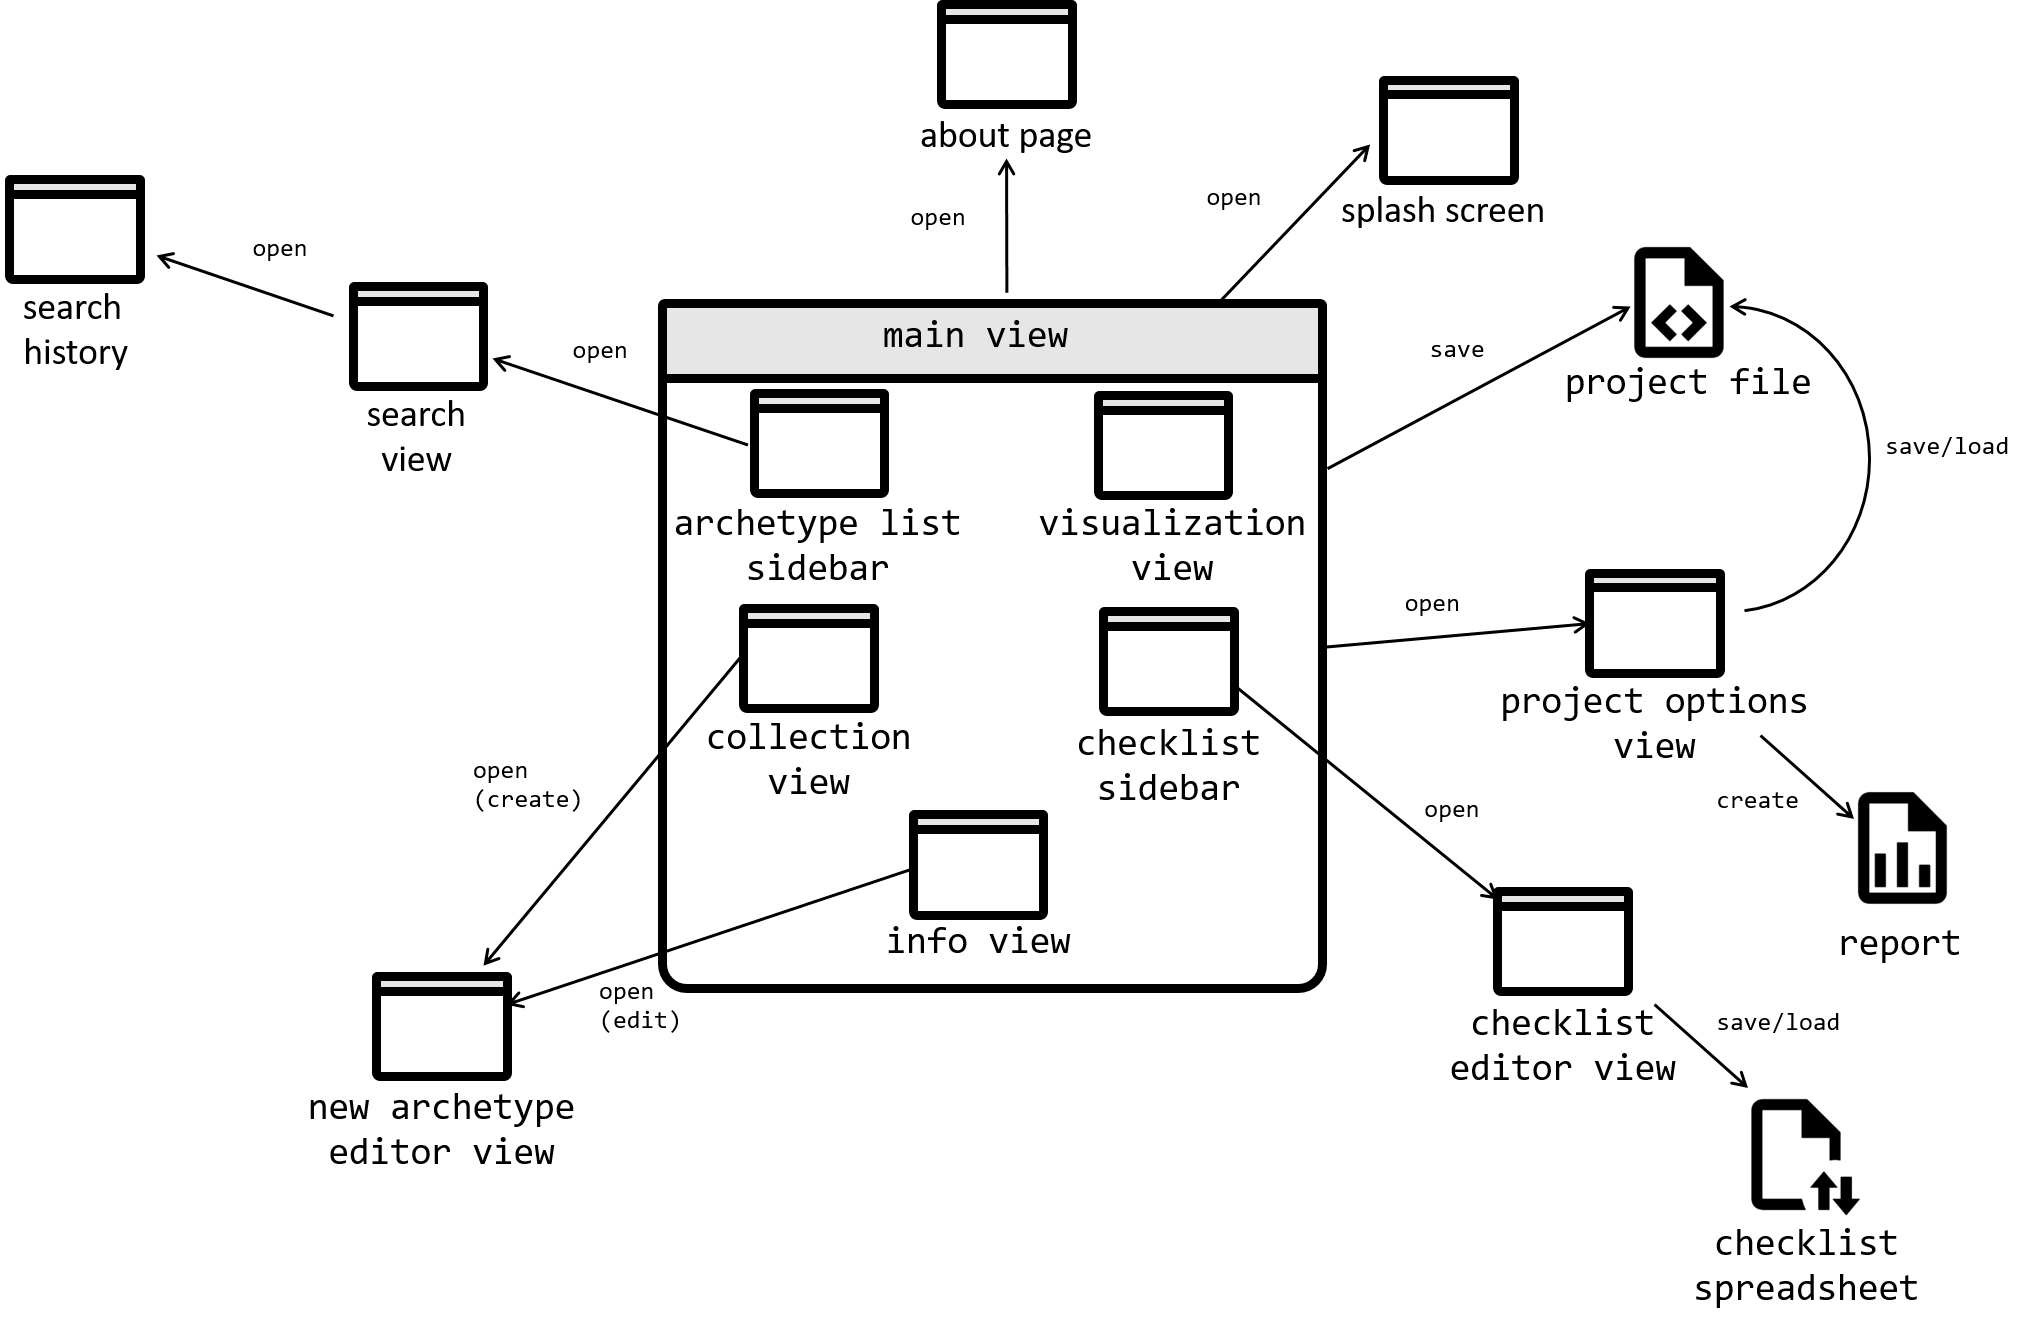 about page
open
splash screen
open
search
history
open
search
view
open
main view
archetype list
sidebar
visualization
view
collection
view
checklist
sidebar
info view
save
project file
save/load
open
project options
view
create
report
open
checklist
editor view
save/load
checklist
spreadsheet
open
(create)
open
(edit)
new archetype
editor view